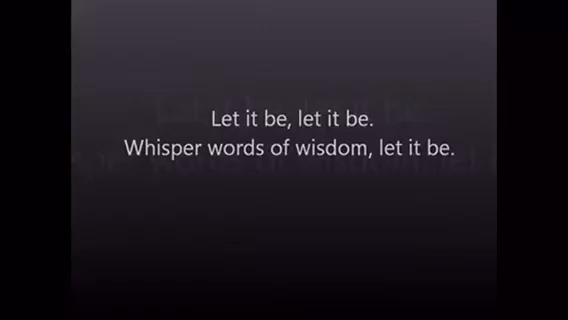 Let it be, let it be.
Whisper words of wisdom, let it be.